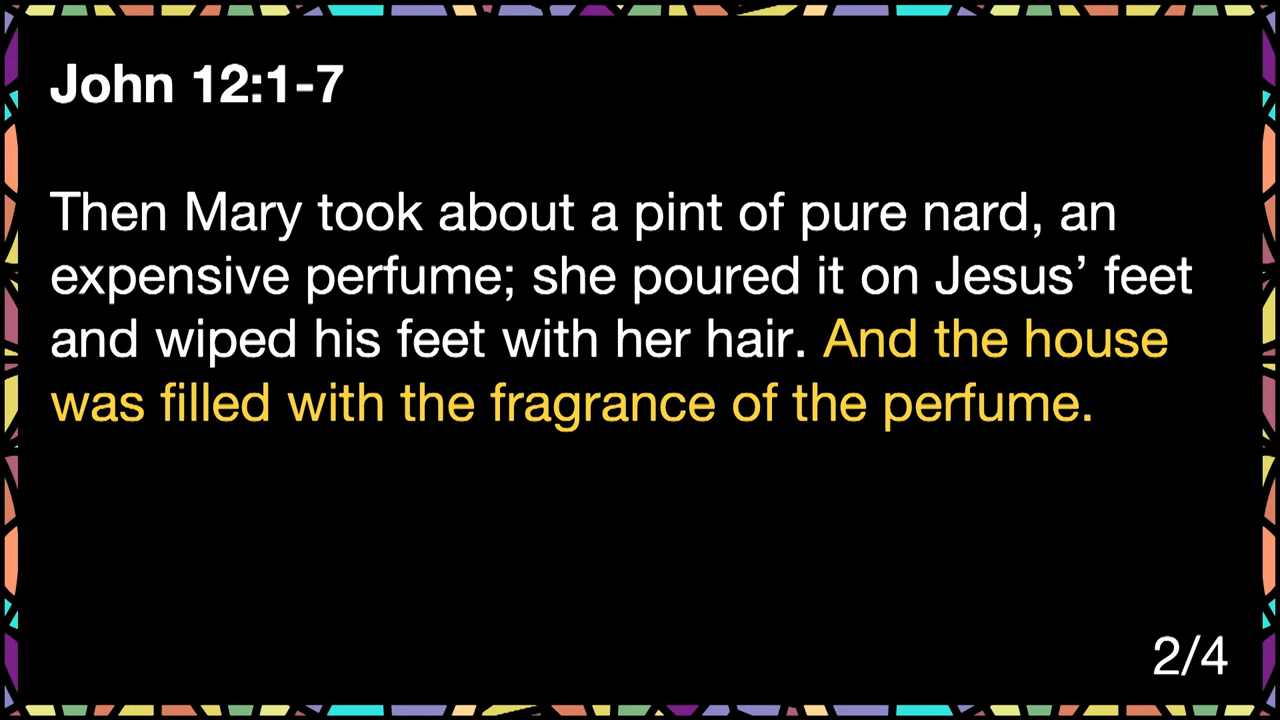 John 12:1-7
Then Mary took about a pint of pure nard, an
expensive perfume; she poured it on Jesus’ feet
and wiped his feet with her hair. And the house
was filled with the fragrance of the perfume.
2/4